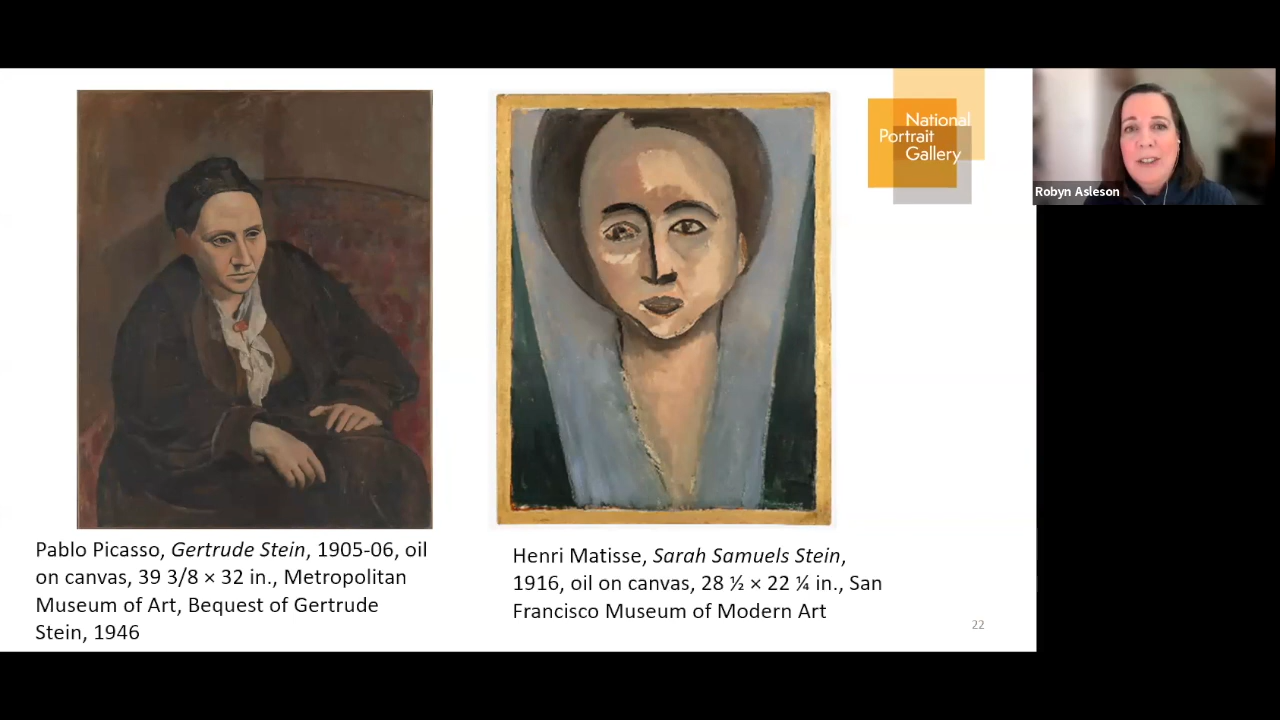 National
Portrait
Gallery
Robyn Asleson
Pablo Picasso, Gertrude Stein, 1905-06, oil
on canvas, 39 3/8 × 32 in., Metropolitan
Museum of Art, Bequest of Gertrude
Stein, 1946
Henri Matisse, Sarah Samuels Stein,
1916, oil on canvas, 28 ½ × 22 ¼ in., San
Francisco Museum of Modern Art
22